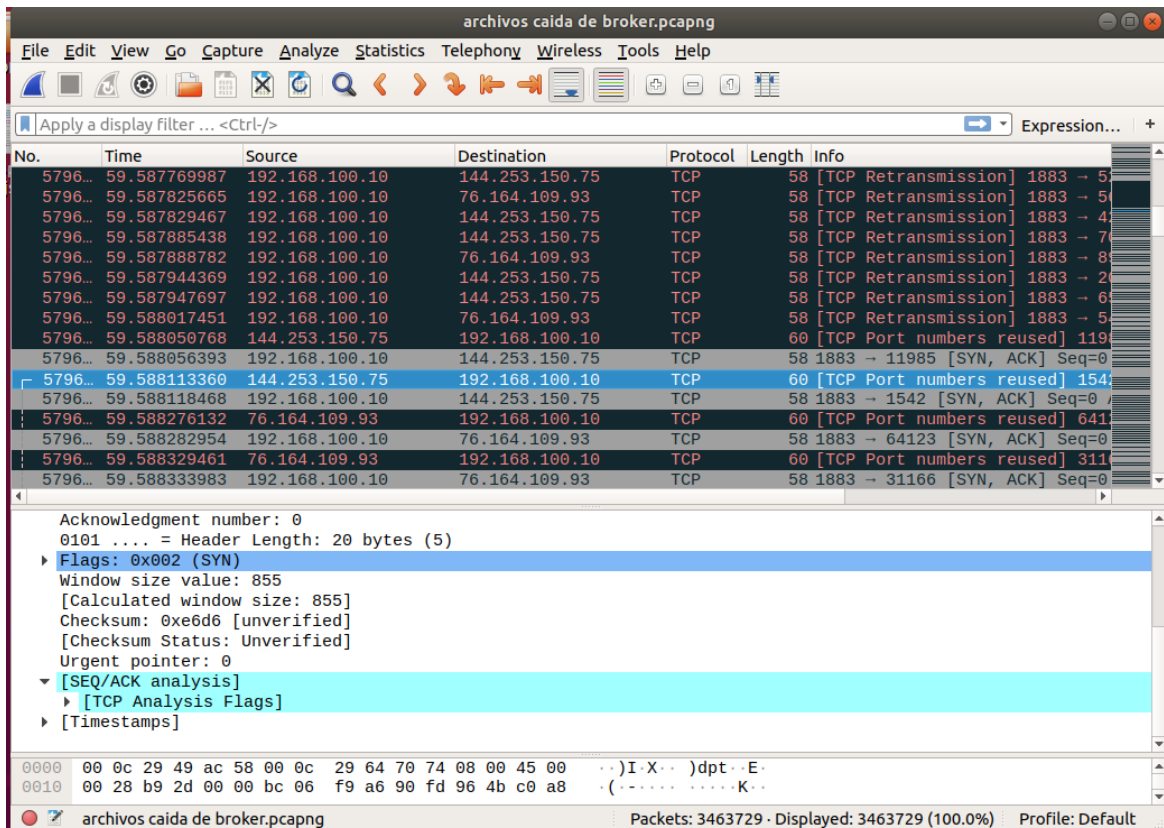 archivos caida de broker.pcapng
File Edit View Go Capture Analyze Statistics Telephony Wireless Tools Help
Apply a display filter … <Ctrl-/> Expression… +
No. Time Source Destination Protocol Length Info
5796… 59.587769987 192.168.100.10 144.253.150.75 TCP 58 [TCP Retransmission] 1883 → 52
5796… 59.587825665 192.168.100.10 76.164.109.93 TCP 58 [TCP Retransmission] 1883 → 56
5796… 59.587829467 192.168.100.10 144.253.150.75 TCP 58 [TCP Retransmission] 1883 → 42
5796… 59.587885438 192.168.100.10 144.253.150.75 TCP 58 [TCP Retransmission] 1883 → 70
5796… 59.587888782 192.168.100.10 76.164.109.93 TCP 58 [TCP Retransmission] 1883 → 89
5796… 59.587944369 192.168.100.10 144.253.150.75 TCP 58 [TCP Retransmission] 1883 → 20
5796… 59.587947697 192.168.100.10 144.253.150.75 TCP 58 [TCP Retransmission] 1883 → 65
5796… 59.588017451 192.168.100.10 76.164.109.93 TCP 58 [TCP Retransmission] 1883 → 54
5796… 59.588050768 144.253.150.75 192.168.100.10 TCP 60 [TCP Port numbers reused] 1198
5796… 59.588056393 192.168.100.10 144.253.150.75 TCP 58 1883 → 11985 [SYN, ACK] Seq=0
5796… 59.588113360 144.253.150.75 192.168.100.10 TCP 60 [TCP Port numbers reused] 1542
5796… 59.588118468 192.168.100.10 144.253.150.75 TCP 58 1883 → 1542 [SYN, ACK] Seq=0
5796… 59.588276132 76.164.109.93 192.168.100.10 TCP 60 [TCP Port numbers reused] 6412
5796… 59.588282954 192.168.100.10 76.164.109.93 TCP 58 1883 → 64123 [SYN, ACK] Seq=0
5796… 59.588329461 76.164.109.93 192.168.100.10 TCP 60 [TCP Port numbers reused] 3116
5796… 59.588333983 192.168.100.10 76.164.109.93 TCP 58 1883 → 31166 [SYN, ACK] Seq=0
Acknowledgment number: 0
0101 .... = Header Length: 20 bytes (5)
Flags: 0x002 (SYN)
Window size value: 855
[Calculated window size: 855]
Checksum: 0xe6d6 [unverified]
[Checksum Status: Unverified]
Urgent pointer: 0
[SEQ/ACK analysis]
[TCP Analysis Flags]
[Timestamps]
0000 00 0c 29 49 ac 58 00 0c 29 64 70 74 08 00 45 00 ··)I·X·· )dpt··E·
0010 00 28 b9 2d 00 00 bc 06 f9 a6 90 fd 96 4b c0 a8 ·(·-···· ·····K··
archivos caida de broker.pcapng Packets: 3463729 · Displayed: 3463729 (100.0%) Profile: Default